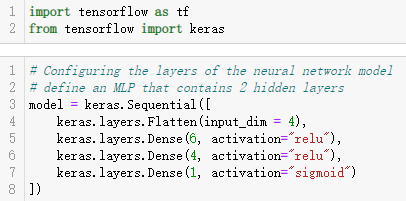 1 import tensorflow as tf
2 from tensorflow import keras
1 # Configuring the layers of the neural network model
2 # define an MLP that contains 2 hidden layers
3 model = keras.Sequential([
4     keras.layers.Flatten(input_dim = 4),
5     keras.layers.Dense(6, activation="relu"),
6     keras.layers.Dense(4, activation="relu"),
7     keras.layers.Dense(1, activation="sigmoid")
8 ])